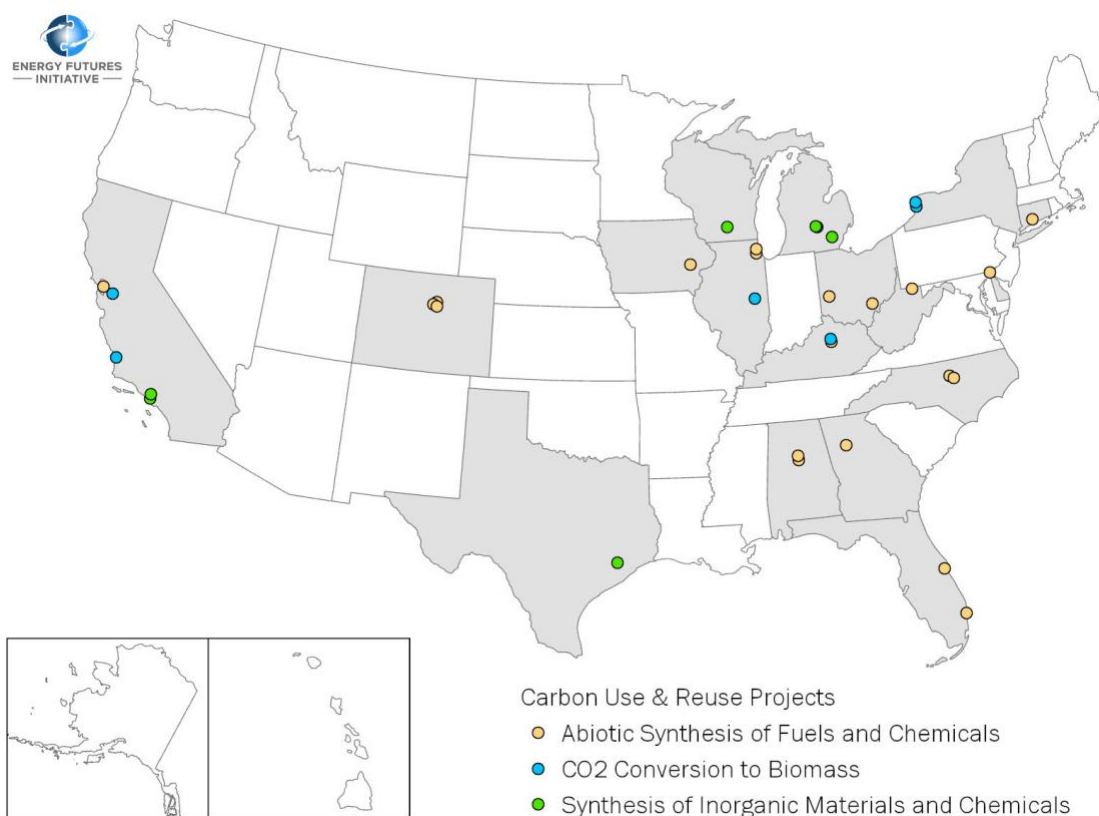 ENERGY FUTURES
INITIATIVE
Carbon Use & Reuse Projects
Abiotic Synthesis of Fuels and Chemicals
CO2 Conversion to Biomass
Synthesis of Inorganic Materials and Chemicals